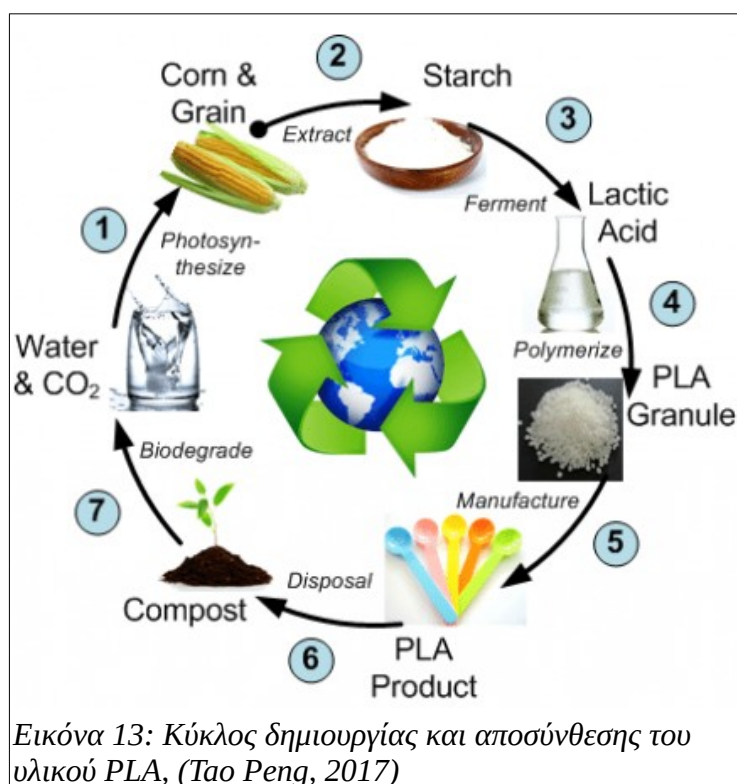 2
Corn &
Grain
Extract
Starch
3
Ferment
Lactic
Acid
4
Polymerize
PLA
Granule
Manufacture
5
PLA
Product
Disposal
6
Compost
7
Biodegrade
Water
& CO₂
1
Photosyn-
thesize
Εικόνα 13: Κύκλος δημιουργίας και αποσύνθεσης του
υλικού PLA, (Tao Peng, 2017)